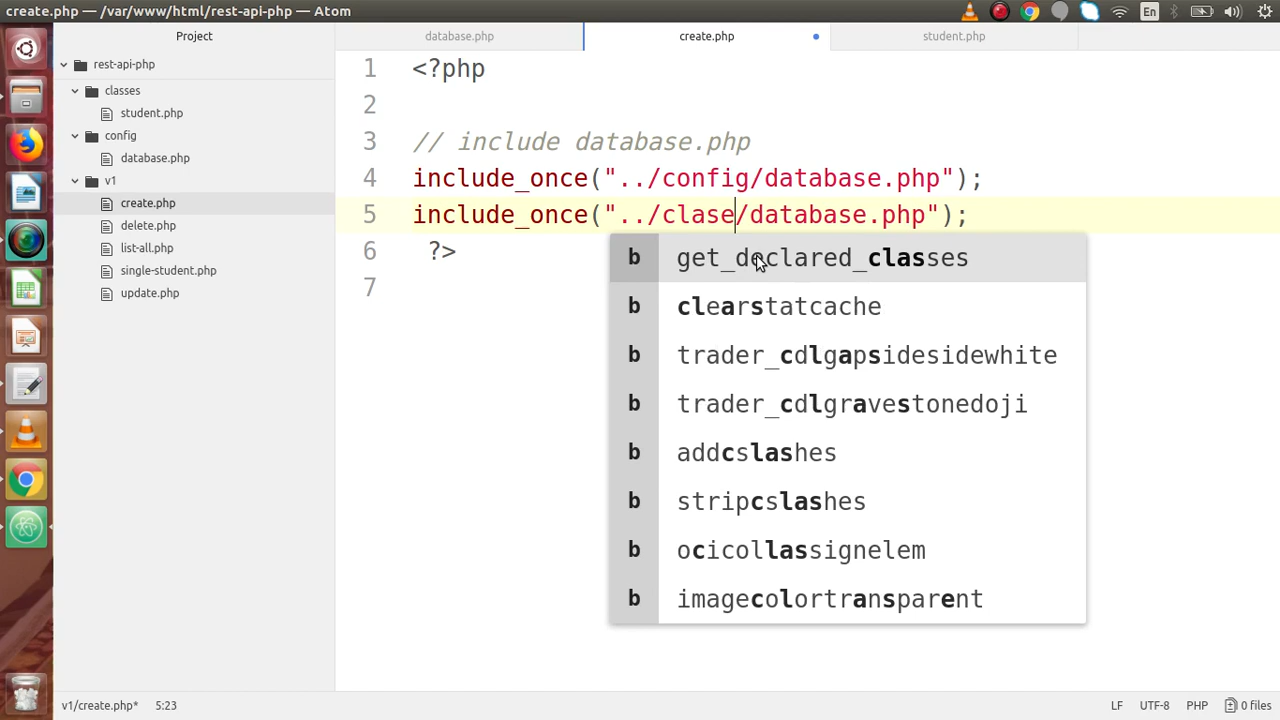 create.php — /var/www/html/rest-api-php — Atom
En
Project
database.php
create.php
student.php
rest-api-php
classes
student.php
config
database.php
v1
create.php
delete.php
list-all.php
single-student.php
update.php
1 <?php
2
3 // include database.php
4 include_once("../config/database.php");
5 include_once("../clase/database.php");
6 ?>
7
b get_declared_classes
b clearstatcache
b trader_cdlgapsidesidewhite
b trader_cdlgravestonedoji
b addcslashes
b stripcslashes
b ocicollassignelem
b imagecolortransparent
v1/create.php* 5:23
LF UTF-8 PHP 0 files